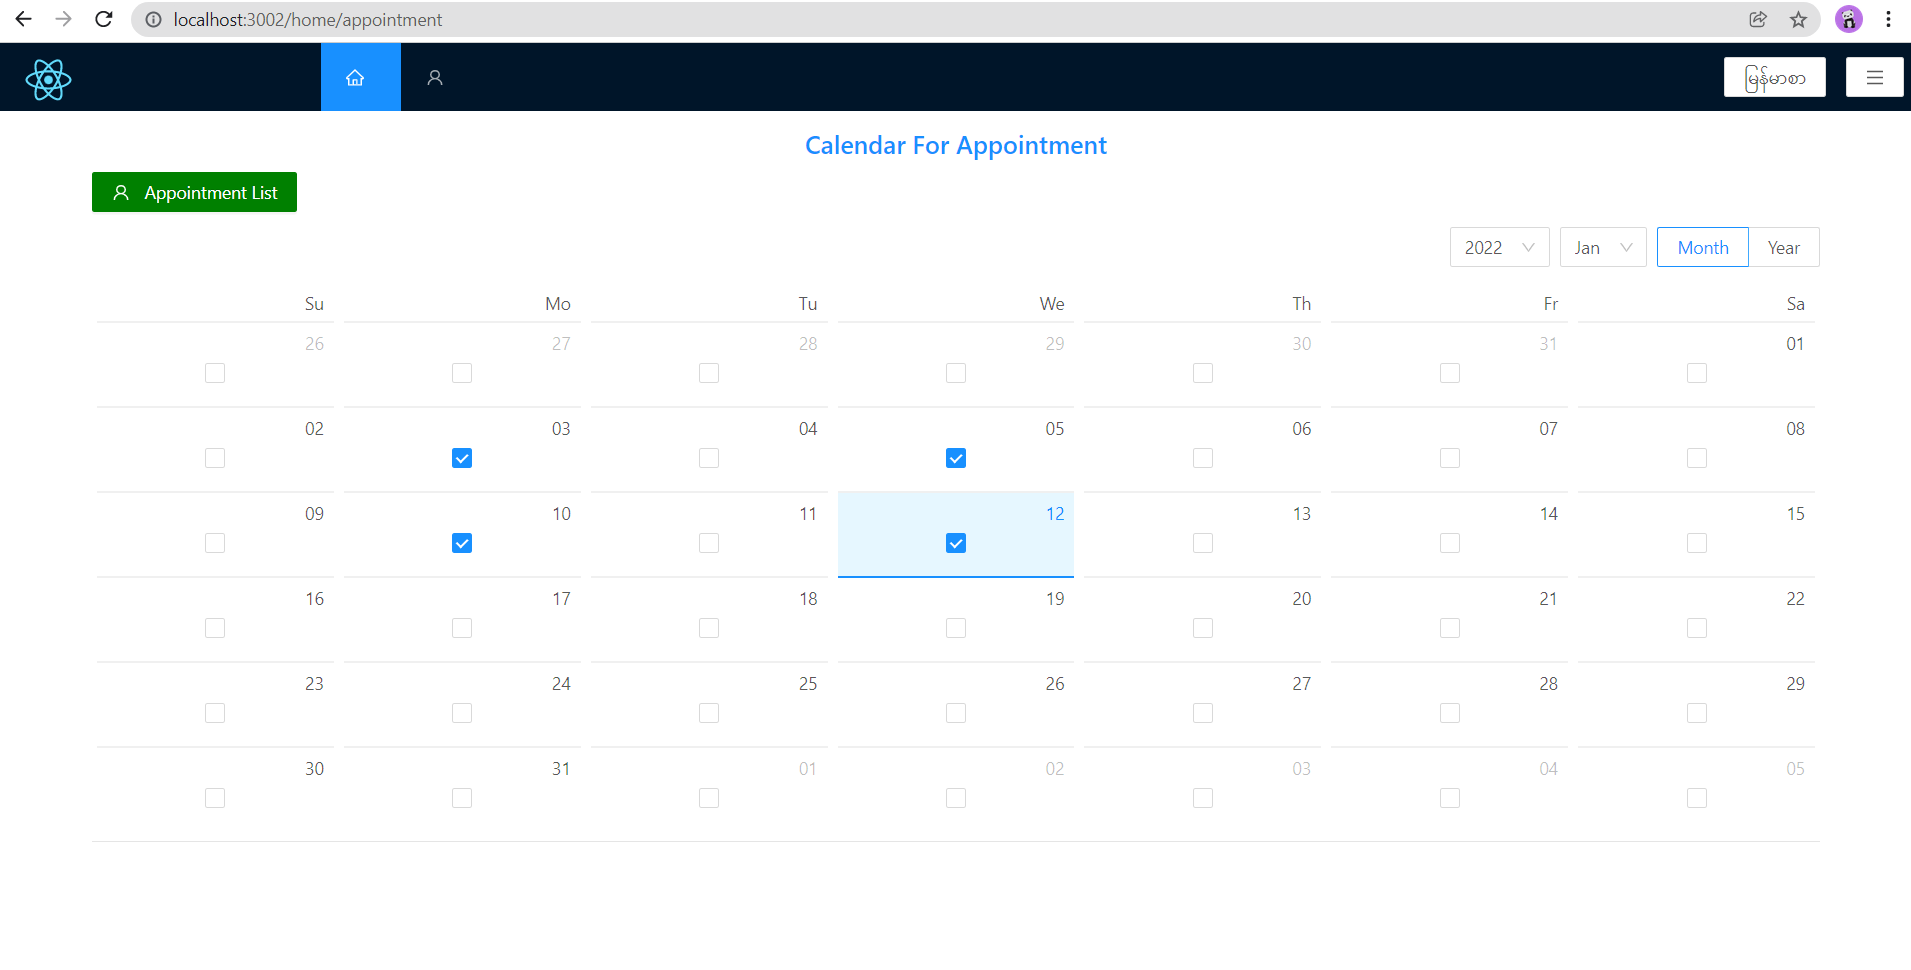 localhost:3002/home/appointment
မြန်မာစာ
Calendar For Appointment
Appointment List
2022 Jan Month Year
Su Mo Tu We Th Fr Sa
26 27 28 29 30 31 01
02 03 04 05 06 07 08
09 10 11 12 13 14 15
16 17 18 19 20 21 22
23 24 25 26 27 28 29
30 31 01 02 03 04 05